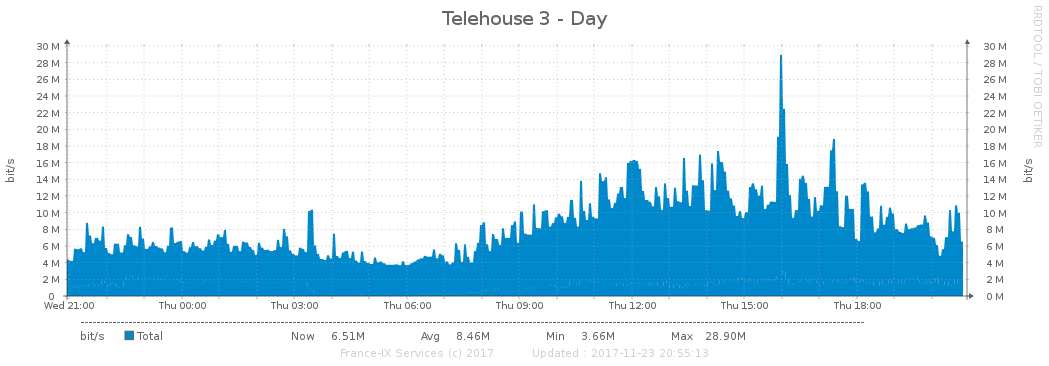 Telehouse 3 - Day
RRDTOOL / TOBI OETIKER
bit/s
30 M 30 M
28 M 28 M
26 M 26 M
24 M 24 M
22 M 22 M
20 M 20 M
18 M 18 M
16 M 16 M
14 M 14 M
12 M 12 M
10 M 10 M
8 M 8 M
6 M 6 M
4 M 4 M
2 M 2 M
0 0 M
bit/s
Wed 21:00 Thu 00:00 Thu 03:00 Thu 06:00 Thu 09:00 Thu 12:00 Thu 15:00 Thu 18:00
bit/s Total Now 6.51M Avg 8.46M Min 3.66M Max 28.90M
France-IX Services (c) 2017 Updated : 2017-11-23 20:55:13